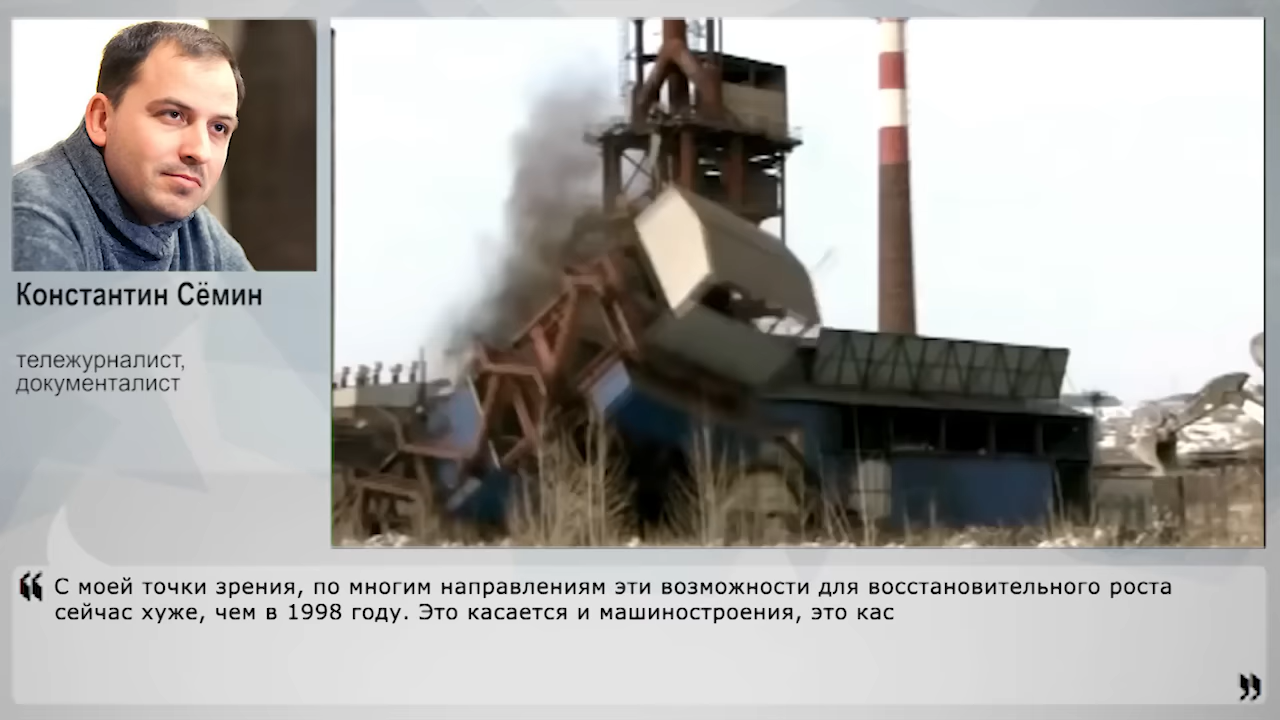 Константин Сёмин
тележурналист,
документалист
С моей точки зрения, по многим направлениям эти возможности для восстановительного роста
сейчас хуже, чем в 1998 году. Это касается и машиностроения, это кас